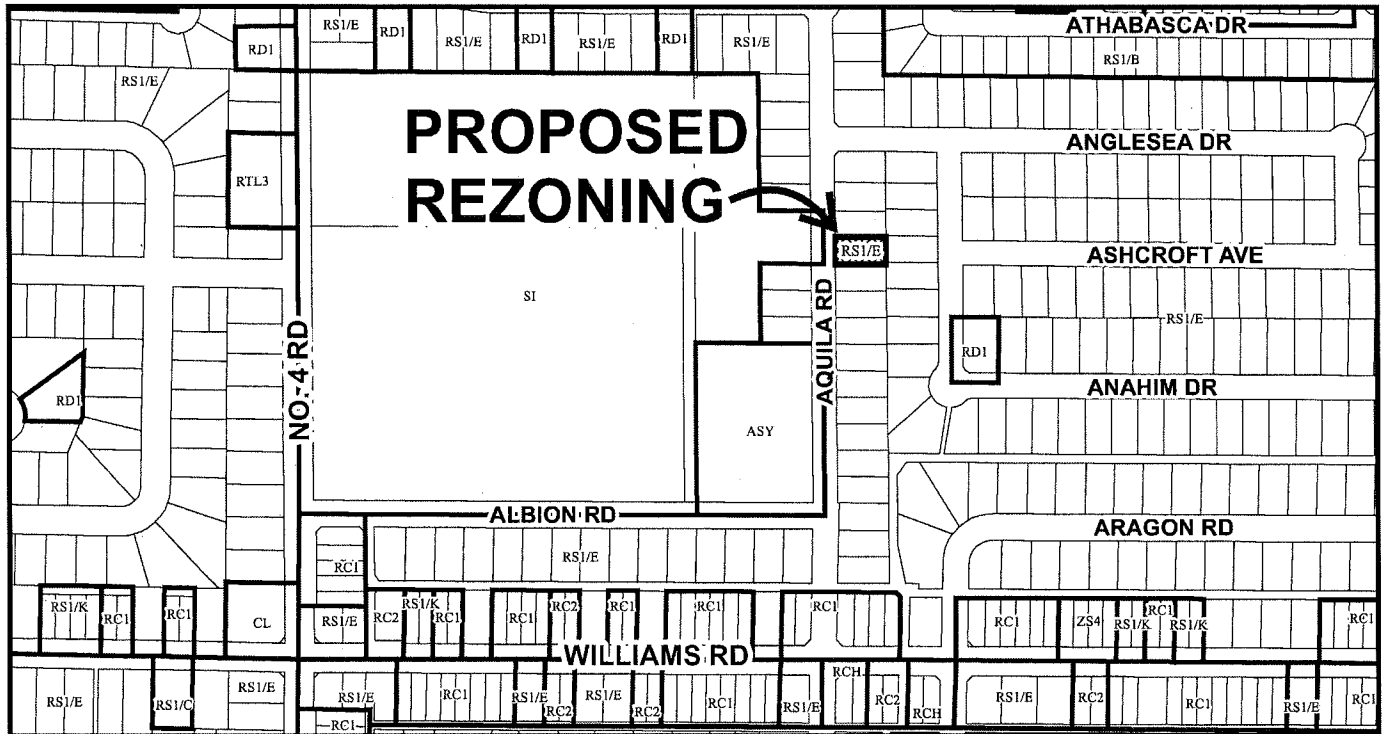 ATHABASCA DR
RS1/E
RD1
RS1/E
RD1
RS1/E
RD1
RS1/E
RD1
RS1/B
RS1/E
PROPOSED
REZONING
ANGLESEA DR
RTL3
RS1/E
ASHCROFT AVE
SI
AQUILA RD
RS1/E
NO. 4 RD
RD1
RD1
ANAHIM DR
ASY
ALBION RD
ARAGON RD
RS1/E
RC1
RS1/K
RC1
RC1
CL
RS1/E
RC2
RS1/K
RC1
RC1
RC2
RC1
RC1
RC1
RC1
ZS4
RS1/K
RC1
RS1/K
RC1
WILLIAMS RD
RS1/E
RS1/C
RS1/E
RS1/E
RC1
RC1
RS1/E
RC2
RS1/E
RC2
RC1
RS1/E
RCH
RC2
RCH
RS1/E
RC2
RC1
RS1/E
RC1